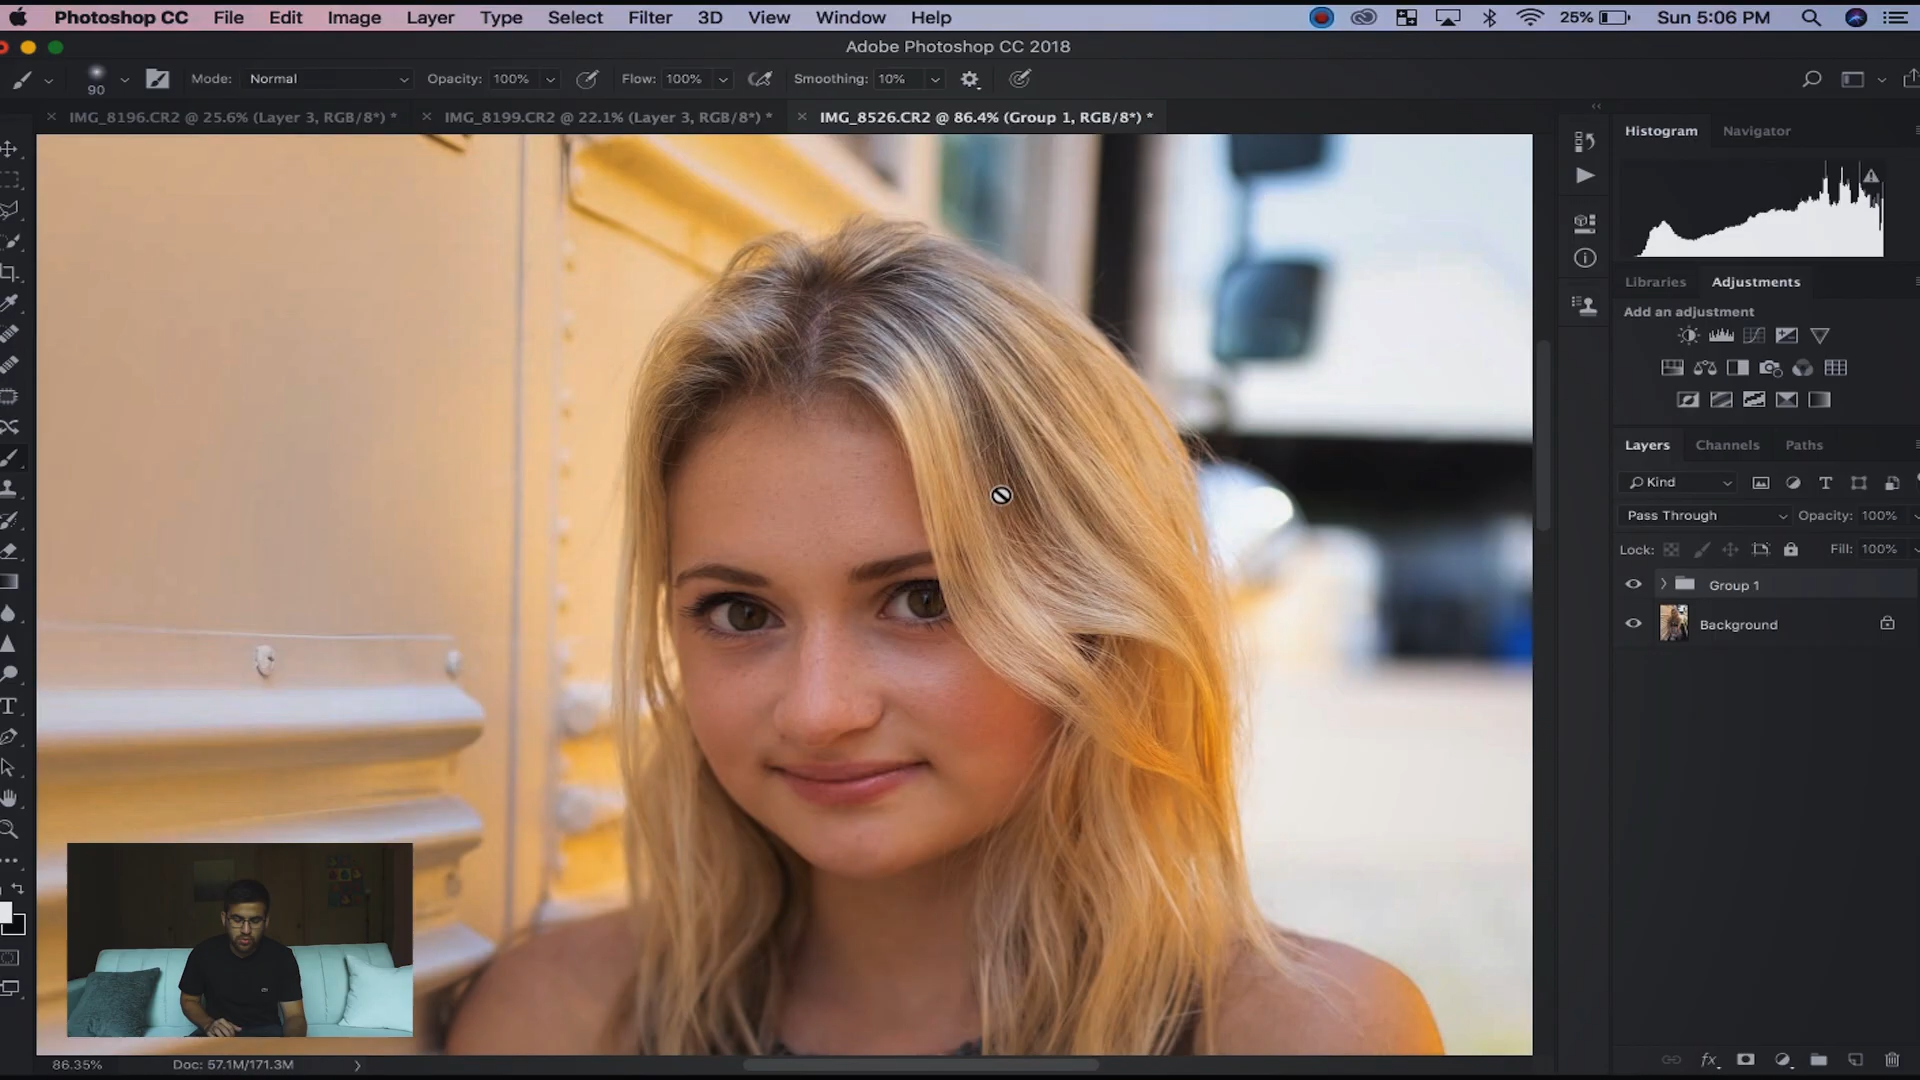 Photoshop CC File Edit Image Layer Type Select Filter 3D View Window Help 25% Sun 5:06 PM
Adobe Photoshop CC 2018
90 Mode: Normal Opacity: 100% Flow: 100% Smoothing: 10%
IMG_8196.CR2 @ 25.6% (Layer 3, RGB/8*) * IMG_8199.CR2 @ 22.1% (Layer 3, RGB/8*) * IMG_8526.CR2 @ 86.4% (Group 1, RGB/8*) *
Histogram Navigator
Libraries Adjustments
Add an adjustment
Layers Channels Paths
Kind
Pass Through Opacity: 100%
Lock: Fill: 100%
Group 1
Background
86.35% Doc: 57.1M/171.3M